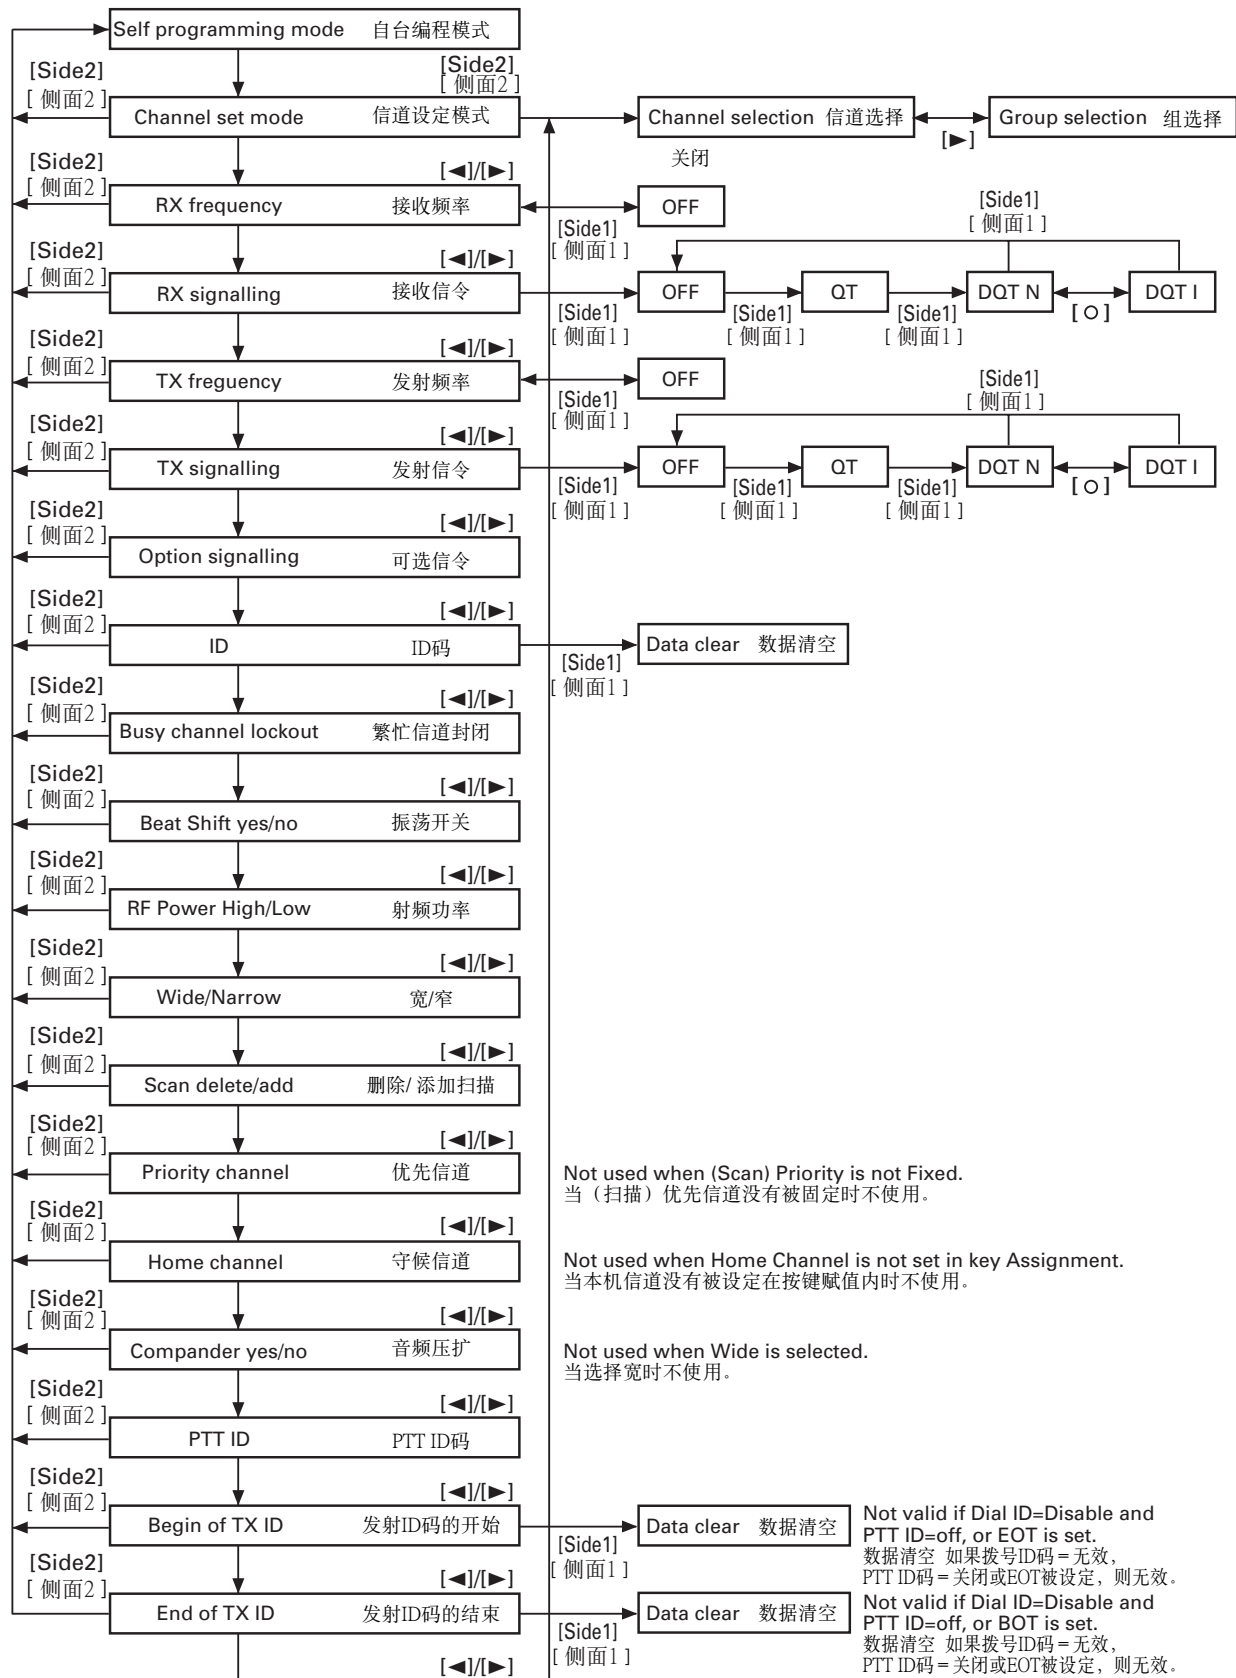 Self programming mode 自台编程模式
[Side2]
[ 侧面2 ]
[Side2]
[ 侧面2 ]
Channel set mode 信道设定模式
Channel selection 信道选择
[►]
Group selection 组选择
[Side2]
[ 侧面2 ]
[◄]/[►]
RX frequency 接收频率
[Side1]
[ 侧面1 ]
关闭
OFF
[Side2]
[ 侧面2 ]
[◄]/[►]
RX signalling 接收信令
[Side1]
[ 侧面1 ]
OFF
[Side1]
[ 侧面1 ]
QT
[Side1]
[ 侧面1 ]
DQT N
[ O ]
DQT I
[Side1]
[ 侧面1 ]
[Side2]
[ 侧面2 ]
[◄]/[►]
TX freguency 发射频率
[Side1]
[ 侧面1 ]
OFF
[Side2]
[ 侧面2 ]
[◄]/[►]
TX signalling 发射信令
[Side1]
[ 侧面1 ]
OFF
[Side1]
[ 侧面1 ]
QT
[Side1]
[ 侧面1 ]
DQT N
[ O ]
DQT I
[Side1]
[ 侧面1 ]
[Side2]
[ 侧面2 ]
[◄]/[►]
Option signalling 可选信令
[Side2]
[ 侧面2 ]
[◄]/[►]
ID ID码
[Side1]
[ 侧面1 ]
Data clear 数据清空
[Side2]
[ 侧面2 ]
[◄]/[►]
Busy channel lockout 繁忙信道封闭
[Side2]
[ 侧面2 ]
[◄]/[►]
Beat Shift yes/no 振荡开关
[Side2]
[ 侧面2 ]
[◄]/[►]
RF Power High/Low 射频功率
[Side2]
[ 侧面2 ]
[◄]/[►]
Wide/Narrow 宽/窄
[Side2]
[ 侧面2 ]
[◄]/[►]
Scan delete/add 删除/ 添加扫描
[Side2]
[ 侧面2 ]
[◄]/[►]
Priority channel 优先信道
Not used when (Scan) Priority is not Fixed.
当（扫描）优先信道没有被固定时不使用。
[Side2]
[ 侧面2 ]
[◄]/[►]
Home channel 守候信道
Not used when Home Channel is not set in key Assignment.
当本机信道没有被设定在按键赋值内时不使用。
[Side2]
[ 侧面2 ]
[◄]/[►]
Compander yes/no 音频压扩
Not used when Wide is selected.
当选择宽时不使用。
[Side2]
[ 侧面2 ]
[◄]/[►]
PTT ID PTT ID码
[Side2]
[ 侧面2 ]
[◄]/[►]
Begin of TX ID 发射ID码的开始
[Side1]
[ 侧面1 ]
Data clear 数据清空
Not valid if Dial ID=Disable and
PTT ID=off, or EOT is set.
数据清空 如果拨号ID码＝无效，
PTT ID码＝关闭或EOT被设定，则无效。
[Side2]
[ 侧面2 ]
[◄]/[►]
End of TX ID 发射ID码的结束
[Side1]
[ 侧面1 ]
Data clear 数据清空
Not valid if Dial ID=Disable and
PTT ID=off, or BOT is set.
数据清空 如果拨号ID码＝无效，
PTT ID码＝关闭或EOT被设定，则无效。
[◄]/[►]